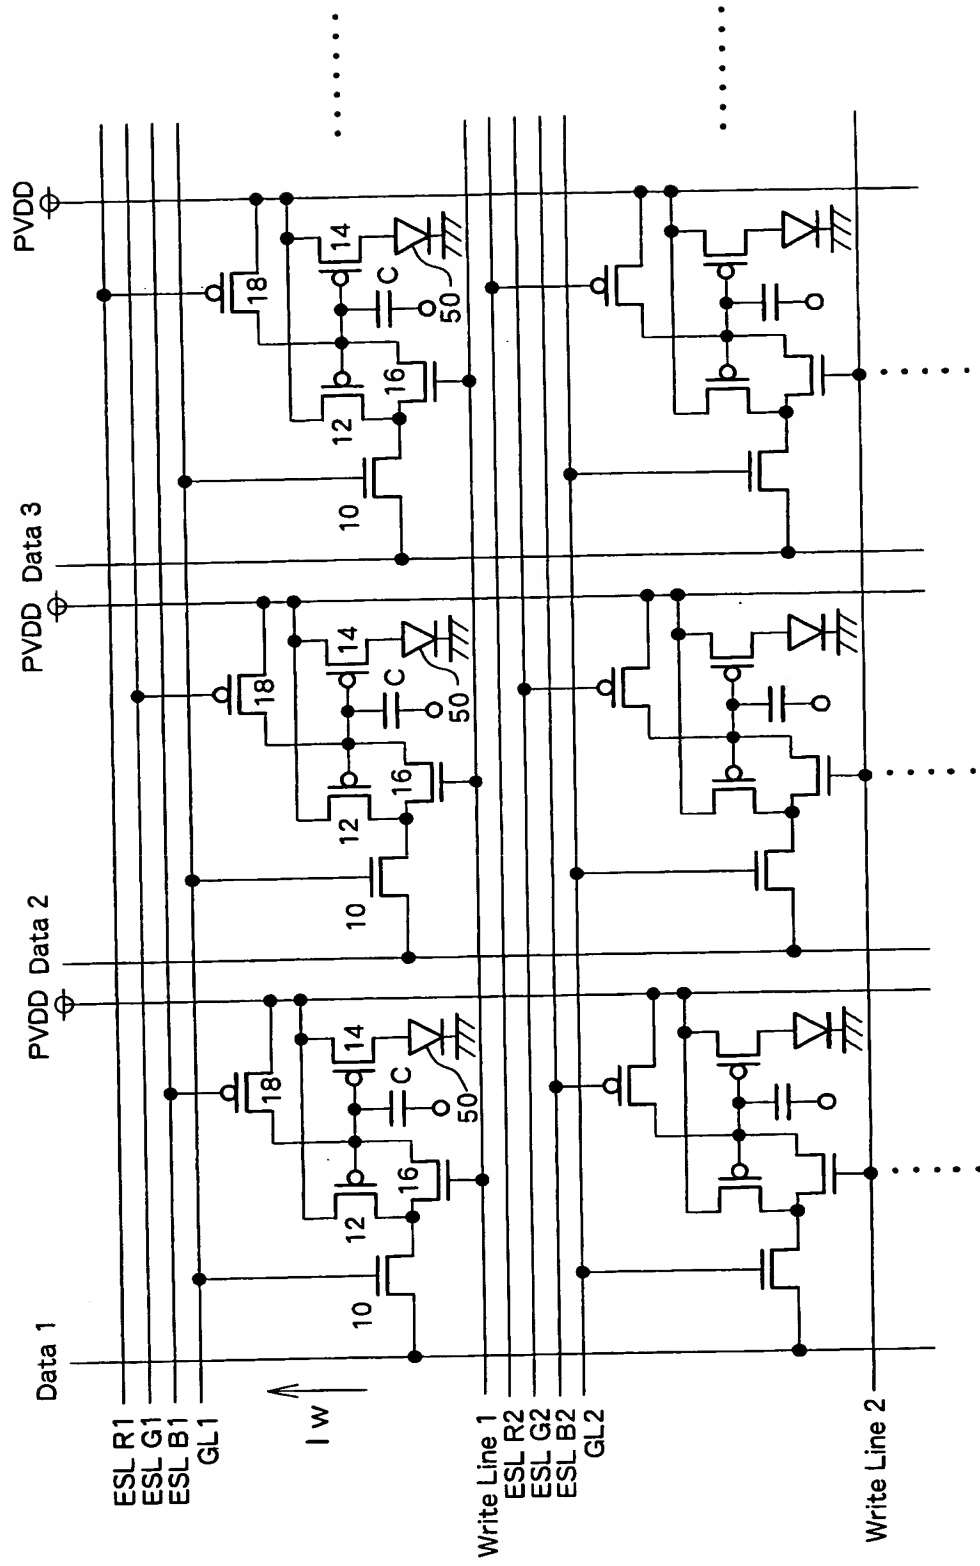 Data 1
PVDD
Data 2
PVDD
Data 3
PVDD
ESL R1
ESL G1
ESL B1
GL1
I W
10
12
14
16
18
C
50
10
12
14
16
18
C
50
10
12
14
16
18
C
50
Write Line 1
ESL R2
ESL G2
ESL B2
GL2
Write Line 2